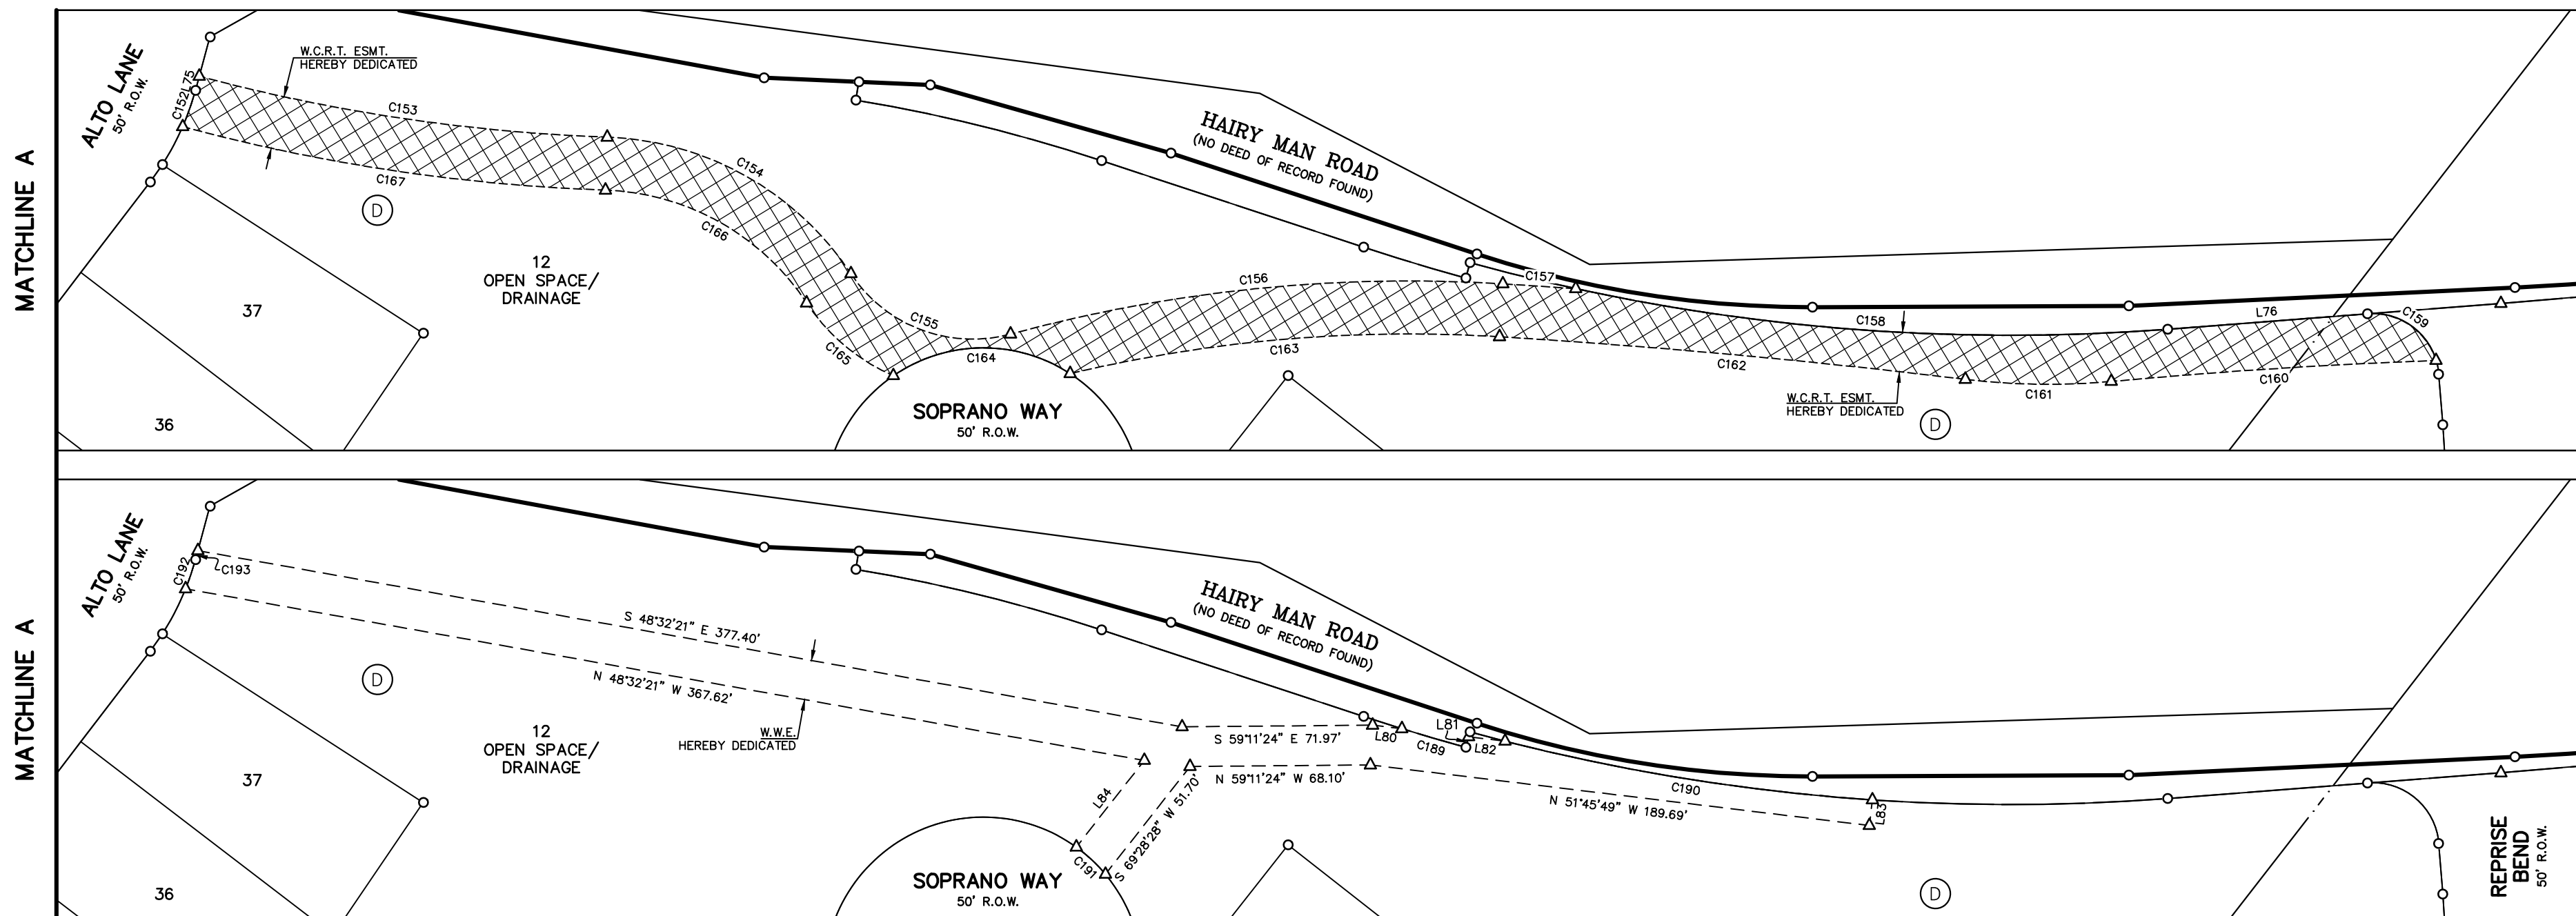 MATCHLINE A
ALTO LANE
50' R.O.W.
C152
L75
W.C.R.T. ESMT.
HEREBY DEDICATED
C153
C167
D
C154
C166
12
OPEN SPACE/
DRAINAGE
37
36
C155
C165
C164
SOPRANO WAY
50' R.O.W.
C156
C163
HAIRY MAN ROAD
(NO DEED OF RECORD FOUND)
C157
C158
L76
C159
C162
C161
C160
W.C.R.T. ESMT.
HEREBY DEDICATED
D
MATCHLINE A
ALTO LANE
50' R.O.W.
C192
C193
S 48°32'21" E 377.40'
N 48°32'21" W 367.62'
D
12
OPEN SPACE/
DRAINAGE
W.W.E.
HEREBY DEDICATED
37
36
HAIRY MAN ROAD
(NO DEED OF RECORD FOUND)
S 59°11'24" E 71.97'
L80
C189
L81
L82
N 59°11'24" W 68.10'
L84
C191
S 69°28'28" W 51.70'
C190
N 51°45'49" W 189.69'
L83
SOPRANO WAY
50' R.O.W.
D
REPRISE
BEND
50' R.O.W.